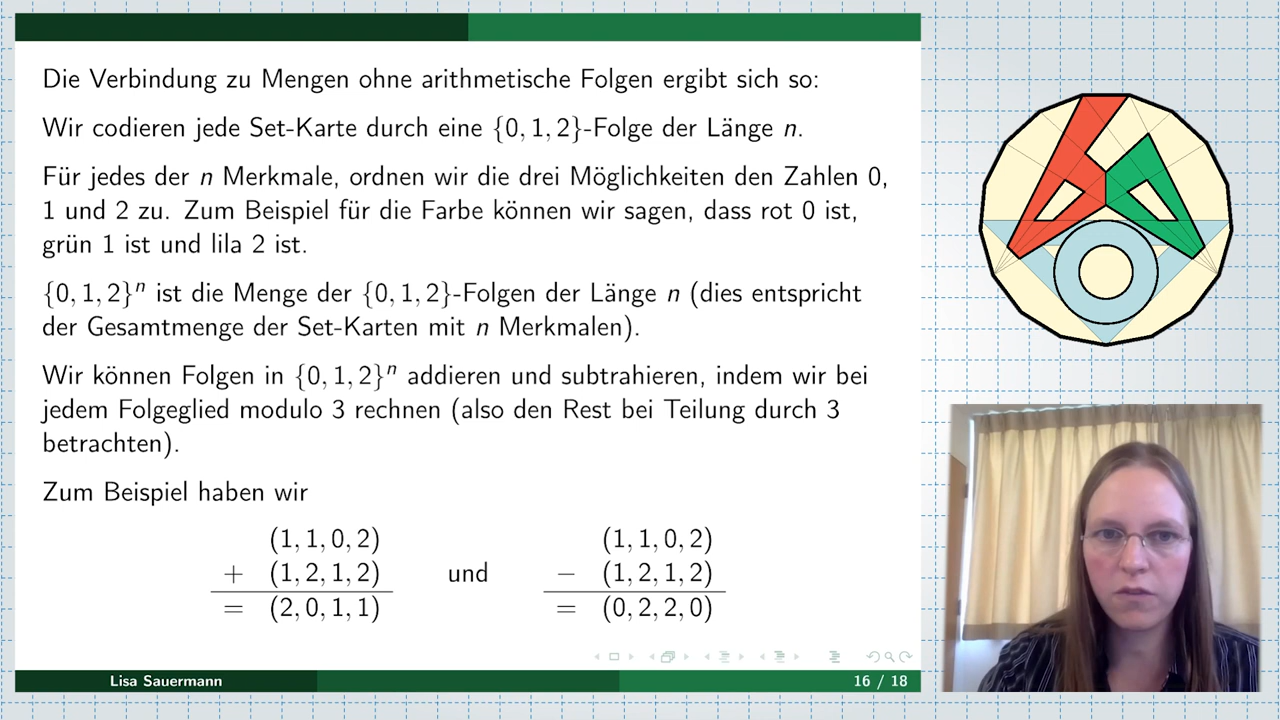 Die Verbindung zu Mengen ohne arithmetische Folgen ergibt sich so:
Wir codieren jede Set-Karte durch eine {0, 1, 2}-Folge der Länge n.
Für jedes der n Merkmale, ordnen wir die drei Möglichkeiten den Zahlen 0,
1 und 2 zu. Zum Beispiel für die Farbe können wir sagen, dass rot 0 ist,
grün 1 ist und lila 2 ist.
{0, 1, 2}ⁿ ist die Menge der {0, 1, 2}-Folgen der Länge n (dies entspricht
der Gesamtmenge der Set-Karten mit n Merkmalen).
Wir können Folgen in {0, 1, 2}ⁿ addieren und subtrahieren, indem wir bei
jedem Folgeglied modulo 3 rechnen (also den Rest bei Teilung durch 3
betrachten).
Zum Beispiel haben wir
(1, 1, 0, 2) (1, 1, 0, 2)
+ (1, 2, 1, 2) und − (1, 2, 1, 2)
= (2, 0, 1, 1) = (0, 2, 2, 0)
Lisa Sauermann 16 / 18